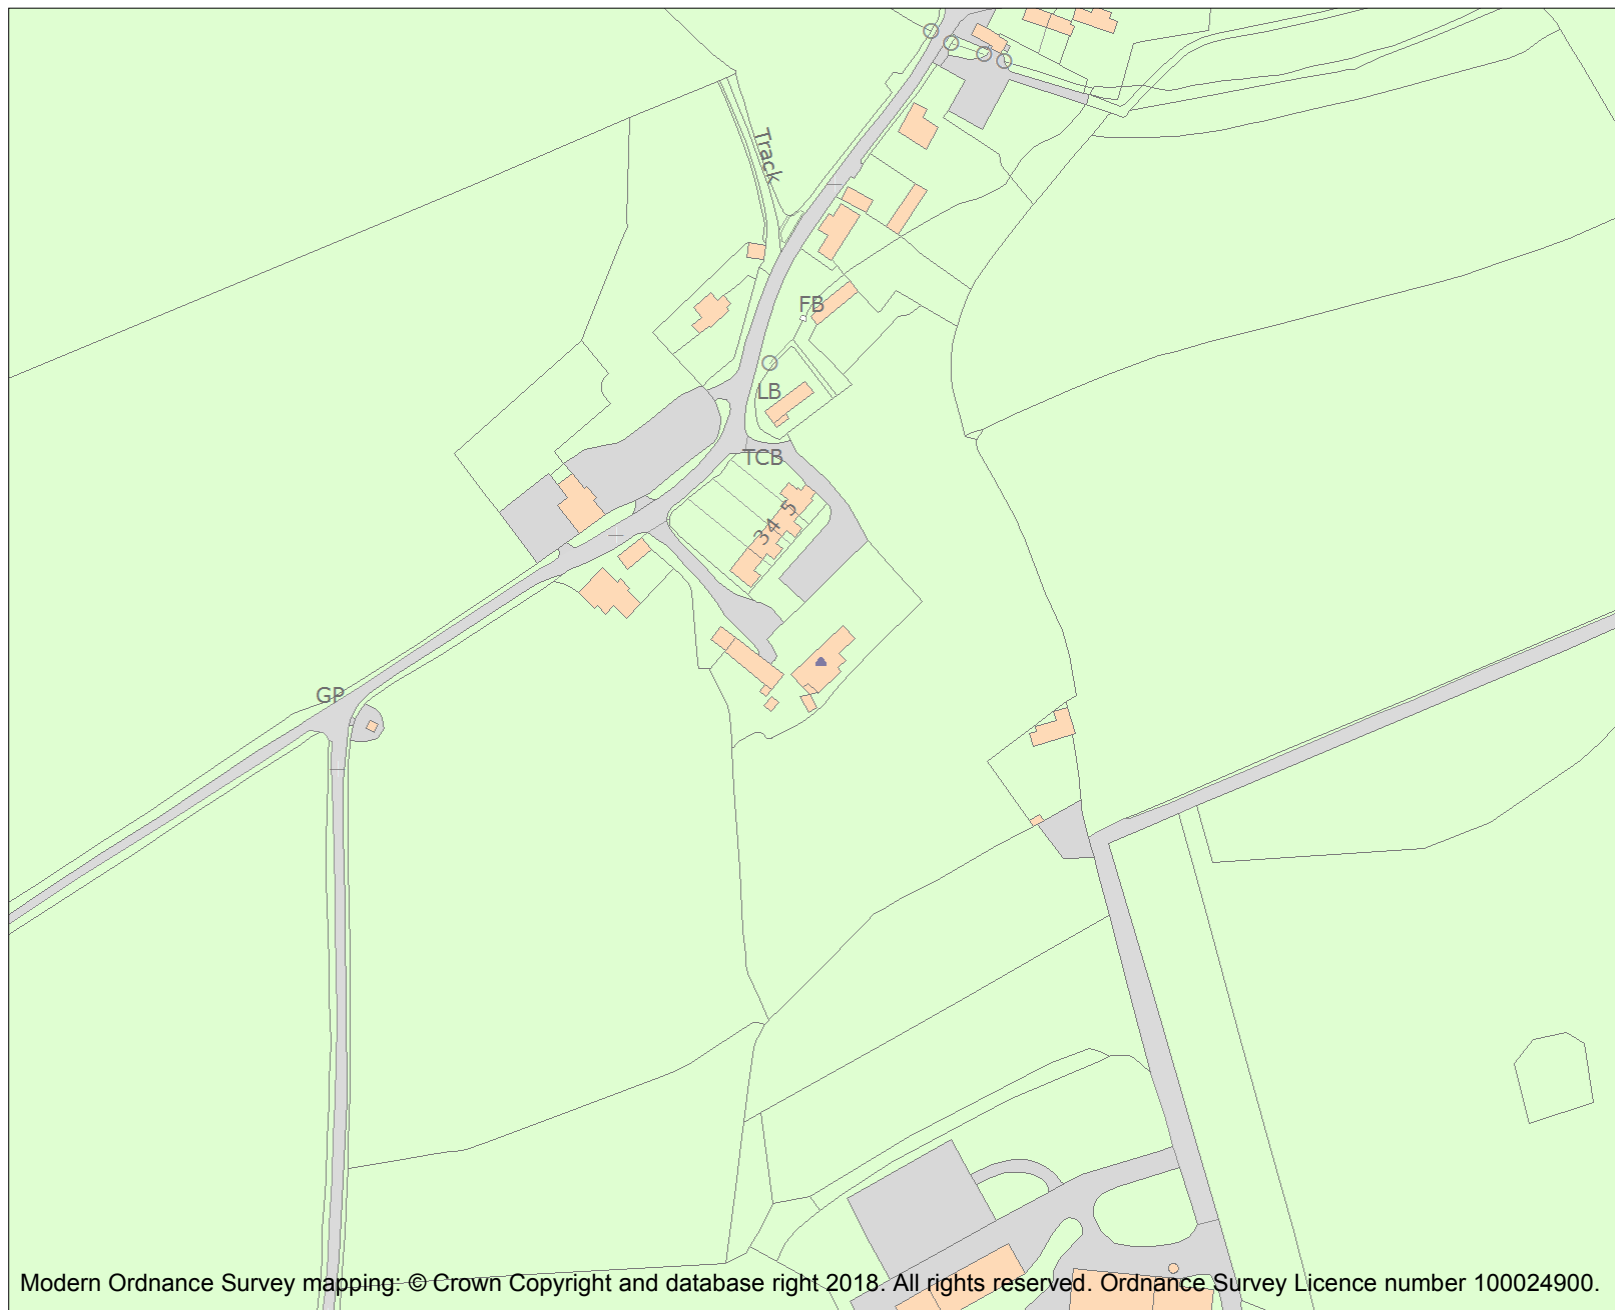 Track
FB
LB
TCB
3 4 5
GP
Modern Ordnance Survey mapping: © Crown Copyright and database right 2018. All rights reserved. Ordnance Survey Licence number 100024900.